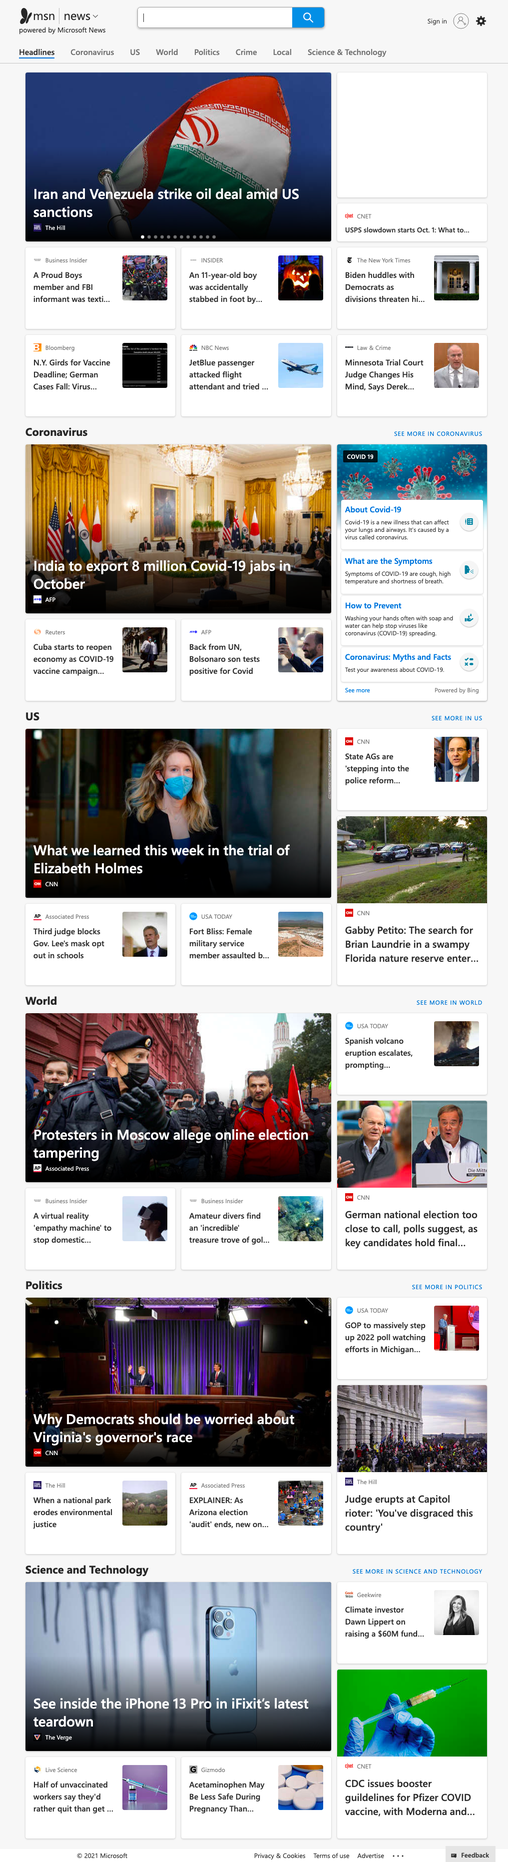 msn | news
powered by Microsoft News
Sign in
Headlines Coronavirus US World Politics Crime Local Science & Technology
Iran and Venezuela strike oil deal amid US
sanctions
The Hill
CNET
USPS slowdown starts Oct. 1: What to...
Business Insider
A Proud Boys
member and FBI
informant was texti...
INSIDER
An 11-year-old boy
was accidentally
stabbed in foot by...
The New York Times
Biden huddles with
Democrats as
divisions threaten hi...
Bloomberg
N.Y. Girds for Vaccine
Deadline; German
Cases Fall: Virus...
NBC News
JetBlue passenger
attacked flight
attendant and tried ...
Law & Crime
Minnesota Trial Court
Judge Changes His
Mind, Says Derek...
Coronavirus
SEE MORE IN CORONAVIRUS
India to export 8 million Covid-19 jabs in
October
AFP
COVID 19
About Covid-19
Covid-19 is a new illness that can affect
your lungs and airways. It's caused by a
virus called coronavirus.
What are the Symptoms
Symptoms of COVID-19 are cough, high
temperature and shortness of breath.
How to Prevent
Washing your hands often with soap and
water can help stop viruses like
coronavirus (COVID-19) spreading.
Coronavirus: Myths and Facts
Test your awareness about COVID-19.
See more
Powered by Bing
Reuters
Cuba starts to reopen
economy as COVID-19
vaccine campaign...
AFP
Back from UN,
Bolsonaro son tests
positive for Covid
US
SEE MORE IN US
What we learned this week in the trial of
Elizabeth Holmes
CNN
CNN
State AGs are
'stepping into the
police reform...
CNN
Gabby Petito: The search for
Brian Laundrie in a swampy
Florida nature reserve enter...
Associated Press
Third judge blocks
Gov. Lee's mask opt
out in schools
USA TODAY
Fort Bliss: Female
military service
member assaulted b...
World
SEE MORE IN WORLD
Protesters in Moscow allege online election
tampering
Associated Press
USA TODAY
Spanish volcano
eruption escalates,
prompting...
Die Mitte
CNN
German national election too
close to call, polls suggest, as
key candidates hold final...
Business Insider
A virtual reality
'empathy machine' to
stop domestic...
Business Insider
Amateur divers find
an 'incredible'
treasure trove of gol...
Politics
SEE MORE IN POLITICS
Why Democrats should be worried about
Virginia's governor's race
CNN
USA TODAY
GOP to massively step
up 2022 poll watching
efforts in Michigan...
The Hill
Judge erupts at Capitol
rioter: 'You've disgraced this
country'
The Hill
When a national park
erodes environmental
justice
Associated Press
EXPLAINER: As
Arizona election
'audit' ends, new on...
Science and Technology
SEE MORE IN SCIENCE AND TECHNOLOGY
See inside the iPhone 13 Pro in iFixit's latest
teardown
The Verge
Geekwire
Climate investor
Dawn Lippert on
raising a $60M fund...
CNET
CDC issues booster
guildelines for Pfizer COVID
vaccine, with Moderna and...
Live Science
Half of unvaccinated
workers say they'd
rather quit than get ...
Gizmodo
Acetaminophen May
Be Less Safe During
Pregnancy Than...
© 2021 Microsoft
Privacy & Cookies Terms of use Advertise ...
Feedback